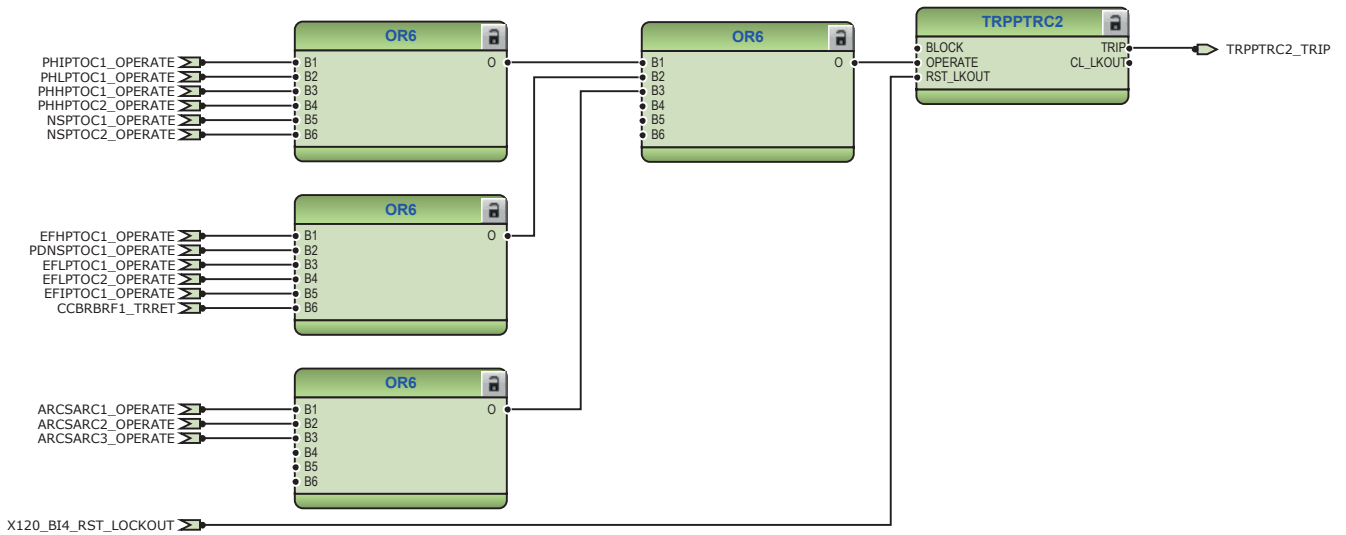 OR6
PHIPTOC1_OPERATE B1 O
PHLPTOC1_OPERATE B2
PHHPTOC1_OPERATE B3
PHHPTOC2_OPERATE B4
NSPTOC1_OPERATE B5
NSPTOC2_OPERATE B6
OR6
B1 O
B2
B3
B4
B5
B6
TRPPTRC2
BLOCK TRIP
OPERATE CL_LKOUT
RST_LKOUT
TRPPTRC2_TRIP
OR6
EFHPTOC1_OPERATE B1 O
PDNSPTOC1_OPERATE B2
EFLPTOC1_OPERATE B3
EFLPTOC2_OPERATE B4
EFIPTOC1_OPERATE B5
CCBRBRF1_TRRET B6
OR6
ARCSARC1_OPERATE B1 O
ARCSARC2_OPERATE B2
ARCSARC3_OPERATE B3
B4
B5
B6
X120_BI4_RST_LOCKOUT